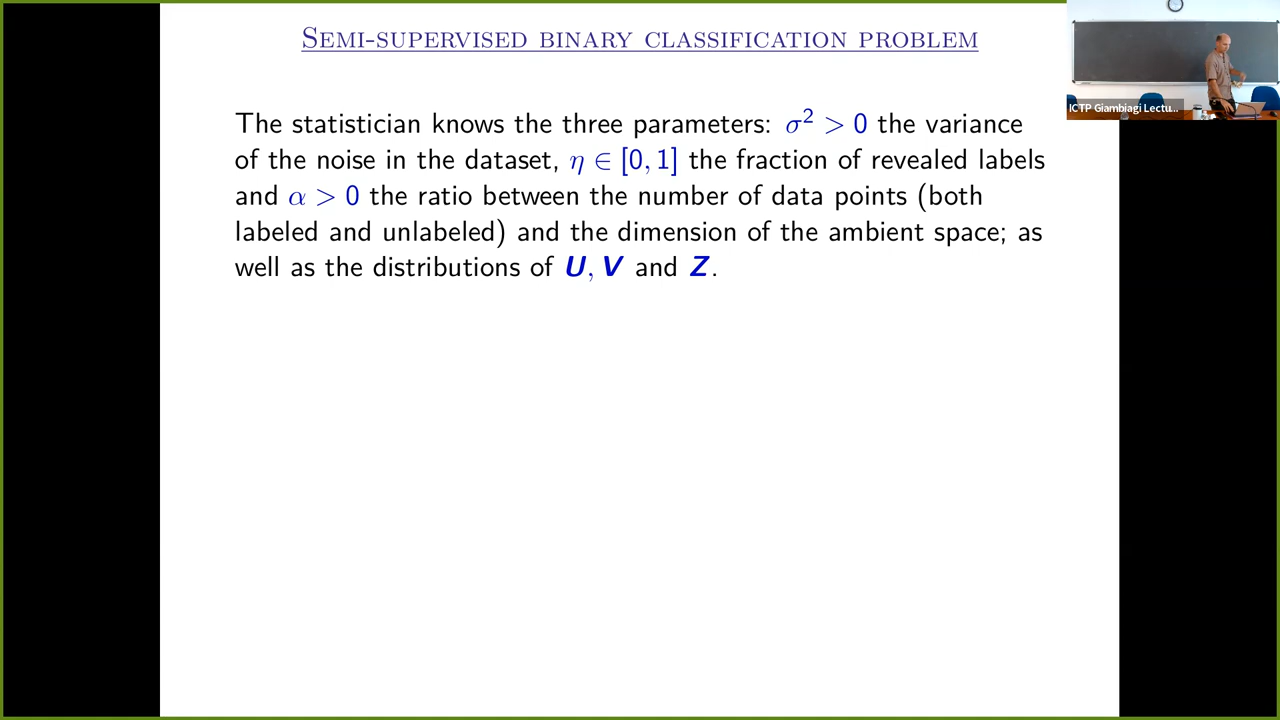 SEMI-SUPERVISED BINARY CLASSIFICATION PROBLEM
The statistician knows the three parameters: σ² > 0 the variance
of the noise in the dataset, η ∈ [0, 1] the fraction of revealed labels
and α > 0 the ratio between the number of data points (both
labeled and unlabeled) and the dimension of the ambient space; as
well as the distributions of U, V and Z.
ICTP Giambiagi Lectu...